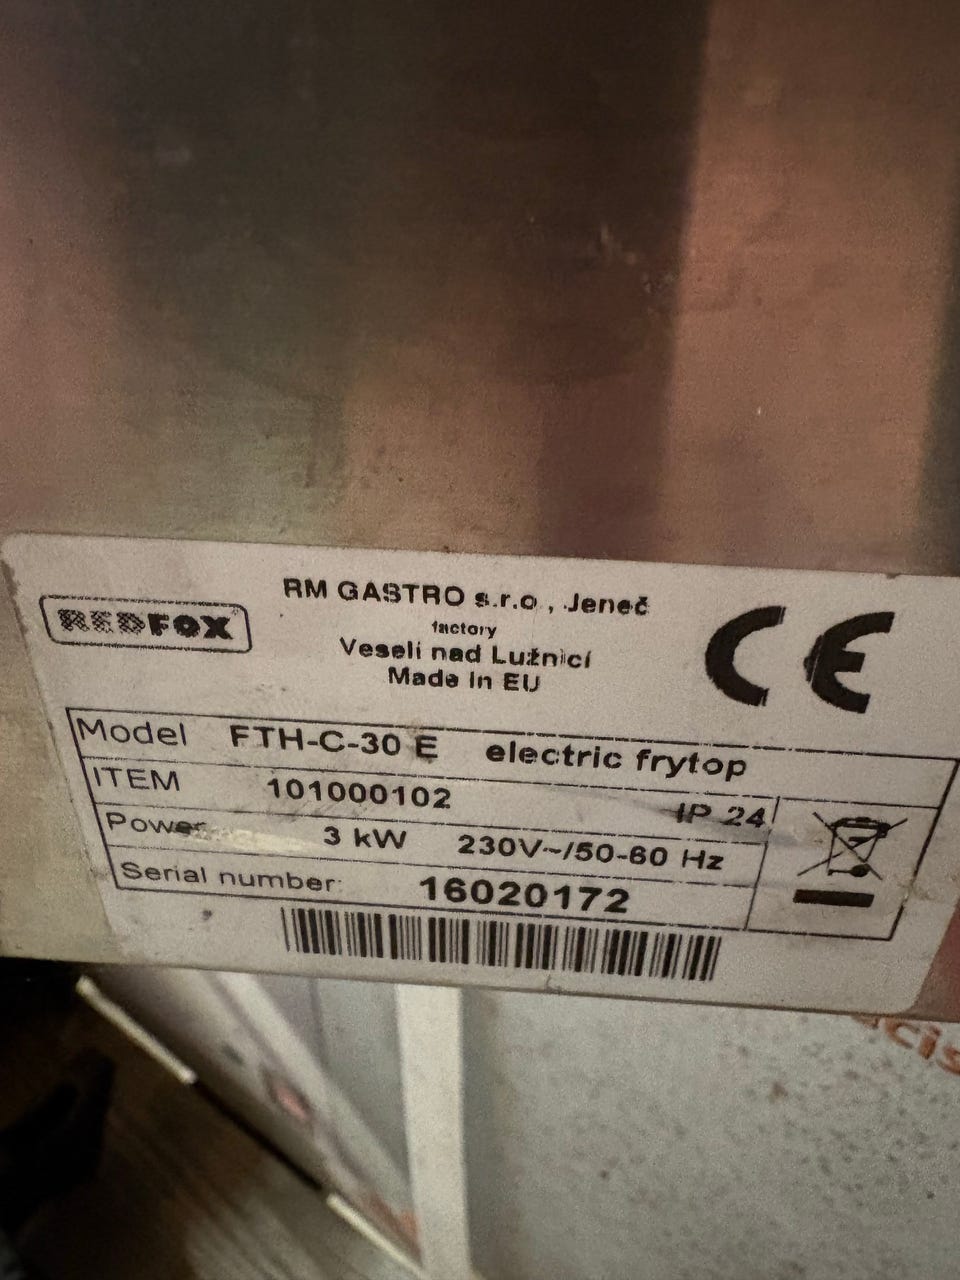 REDFOX
RM GASTRO s.r.o , Jeneč
factory
Veselí nad Lužnicí
Made in EU
CE
Model FTH-C-30 E electric frytop
ITEM 101000102 IP 24
Power 3 kW 230V~/50-60 Hz
Serial number: 16020172